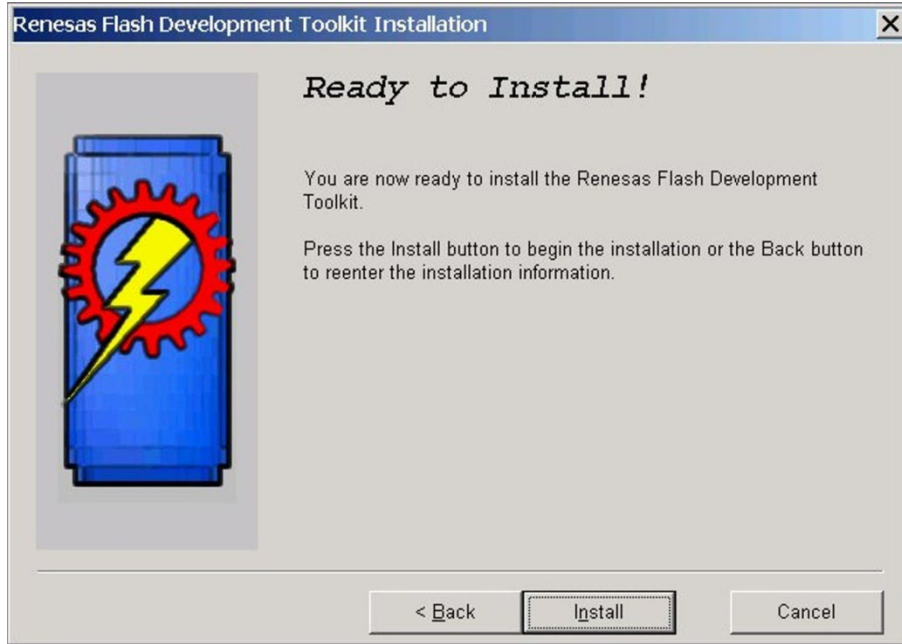 Renesas Flash Development Toolkit Installation
Ready to Install!
You are now ready to install the Renesas Flash Development
Toolkit.
Press the Install button to begin the installation or the Back button
to reenter the installation information.
< Back
Install
Cancel